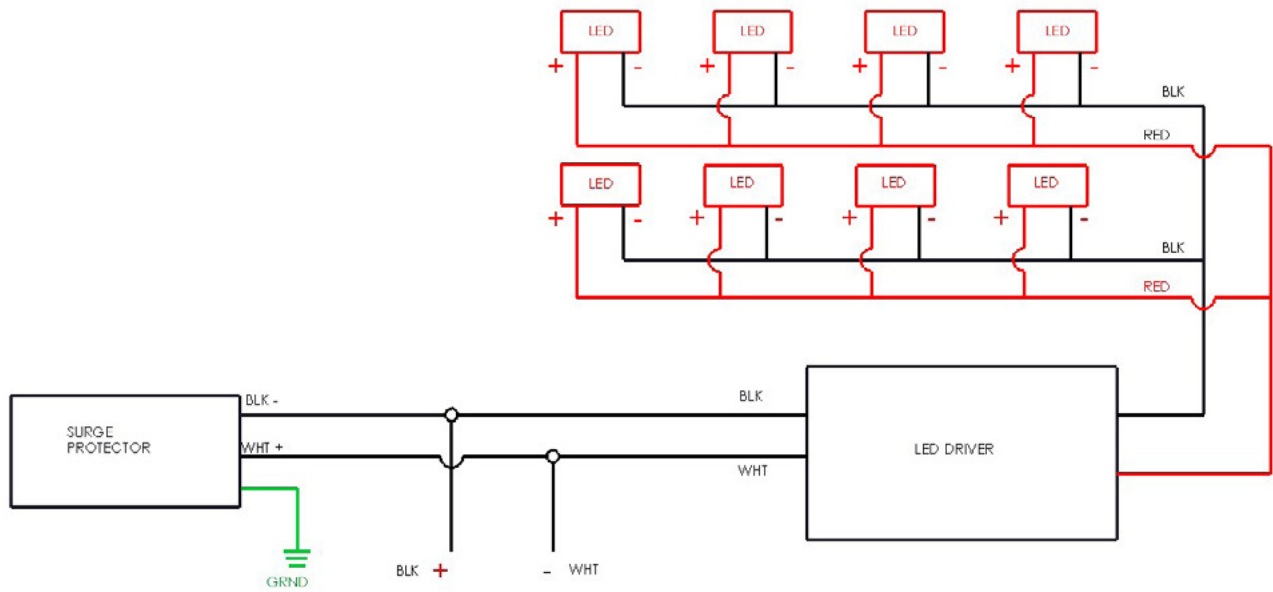 LED LED LED LED
+ - + - + - + -
BLK
RED
LED LED LED LED
+ - + - + - + -
BLK
RED
BLK -
BLK
SURGE
PROTECTOR
WHT +
LED DRIVER
WHT
BLK +
- WHT
GRND